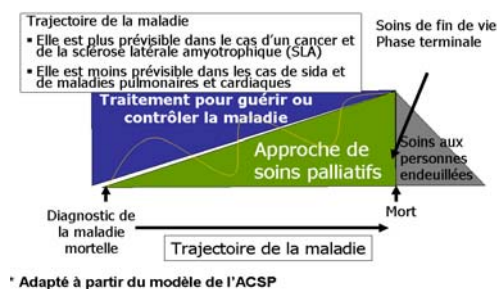 Trajectoire de la maladie
▪ Elle est plus prévisible dans le cas d'un cancer et
de la sclérose latérale amyotrophique (SLA)
▪ Elle est moins prévisible dans les cas de sida et
de maladies pulmonaires et cardiaques
Soins de fin de vie
Phase terminale
Traitement pour guérir ou
contrôler la maladie
Approche de
soins palliatifs
Soins aux
personnes
endeuillées
Diagnostic de
la maladie
mortelle
Mort
Trajectoire de la maladie
* Adapté à partir du modèle de l'ACSP